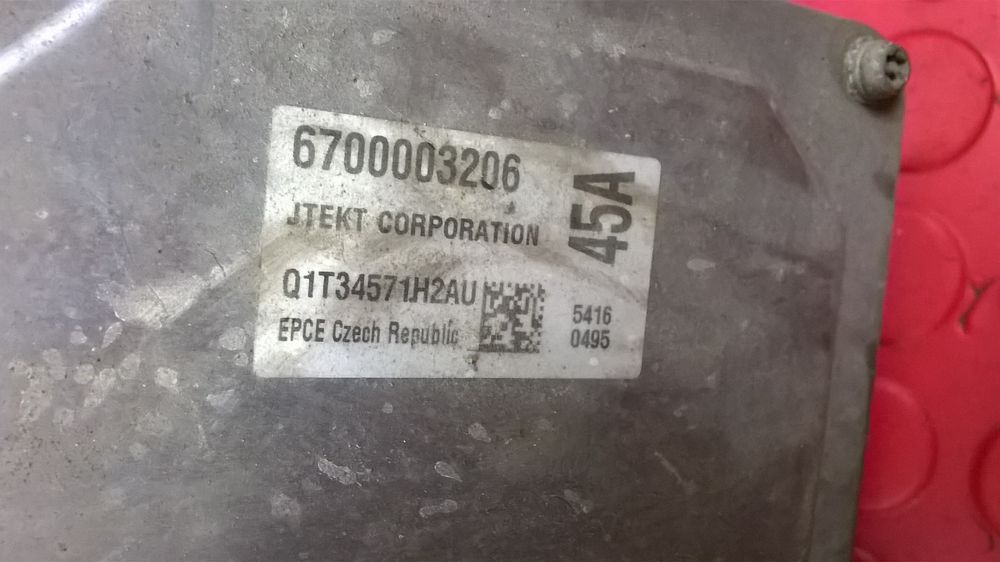 6700003206
45A
JTEKT CORPORATION
Q1T34571H2AU
EPCE Czech Republic
5416
0495